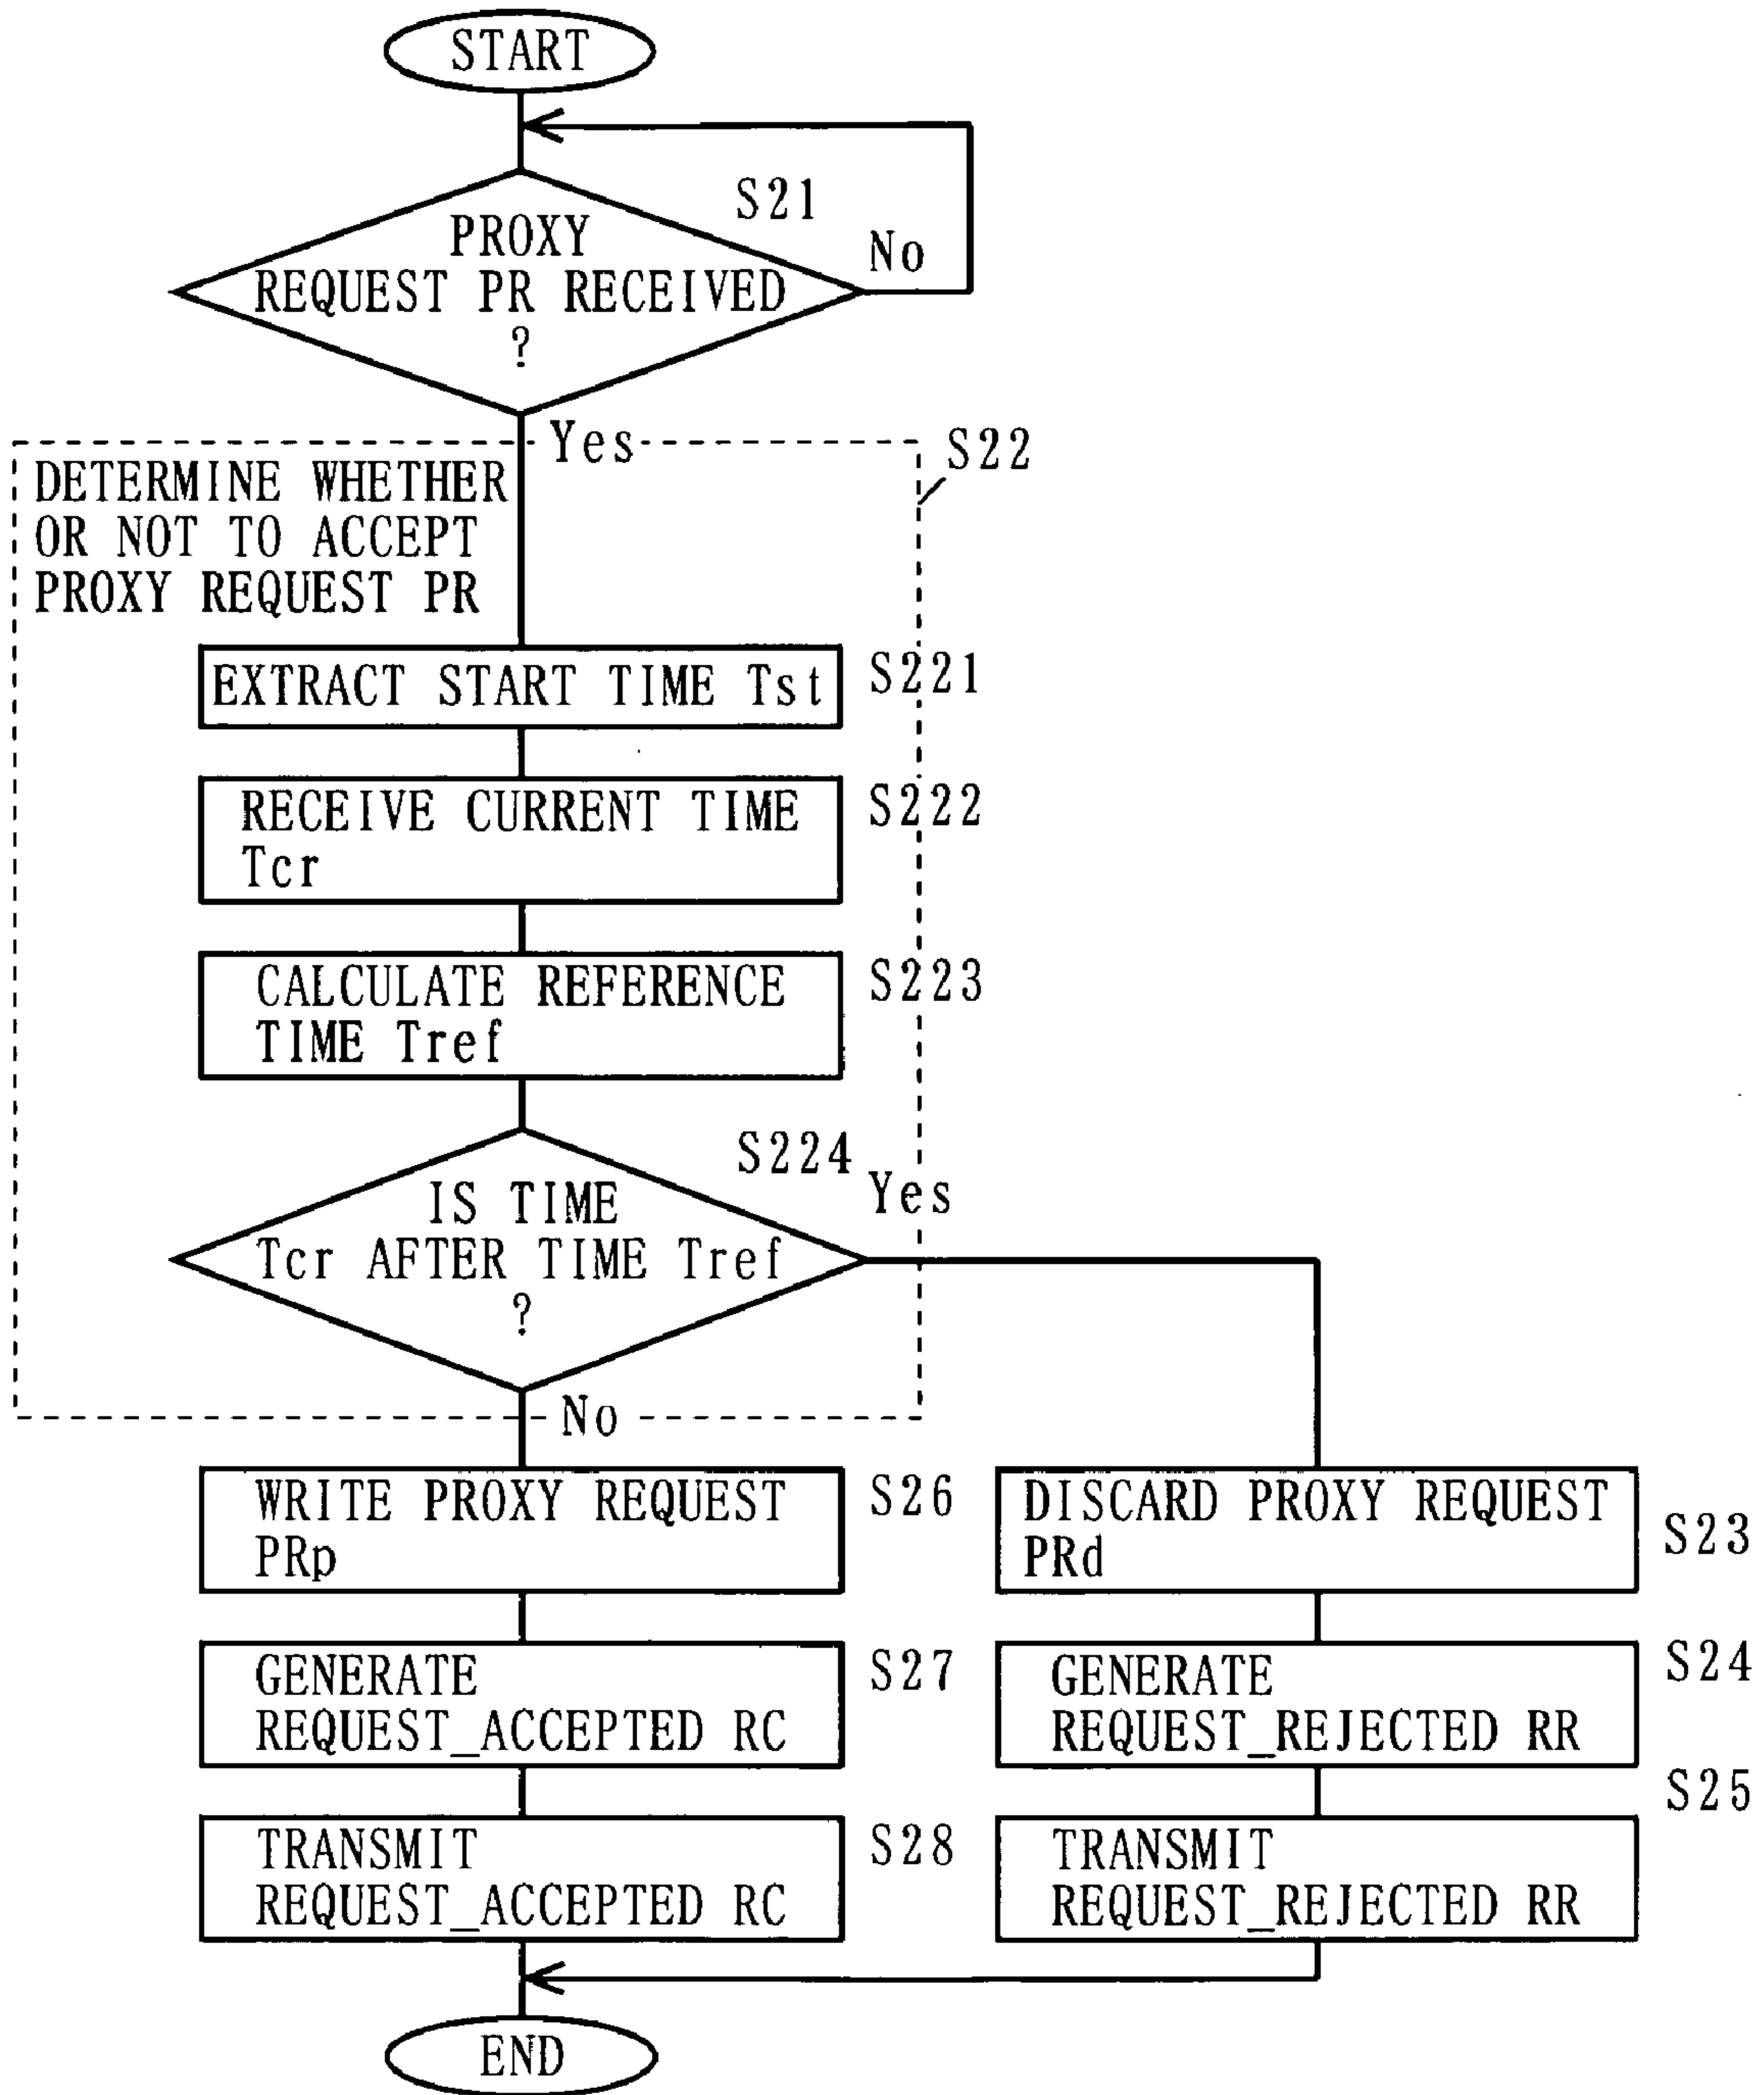 START
S21
PROXY
REQUEST PR RECEIVED
?
No
Yes
S22
DETERMINE WHETHER
OR NOT TO ACCEPT
PROXY REQUEST PR
EXTRACT START TIME Tst
S221
RECEIVE CURRENT TIME
Tcr
S222
CALCULATE REFERENCE
TIME Tref
S223
S224
IS TIME
Tcr AFTER TIME Tref
?
Yes
No
WRITE PROXY REQUEST
PRp
S26
DISCARD PROXY REQUEST
PRd
S23
GENERATE
REQUEST_ACCEPTED RC
S27
GENERATE
REQUEST_REJECTED RR
S24
TRANSMIT
REQUEST_ACCEPTED RC
S28
TRANSMIT
REQUEST_REJECTED RR
S25
END